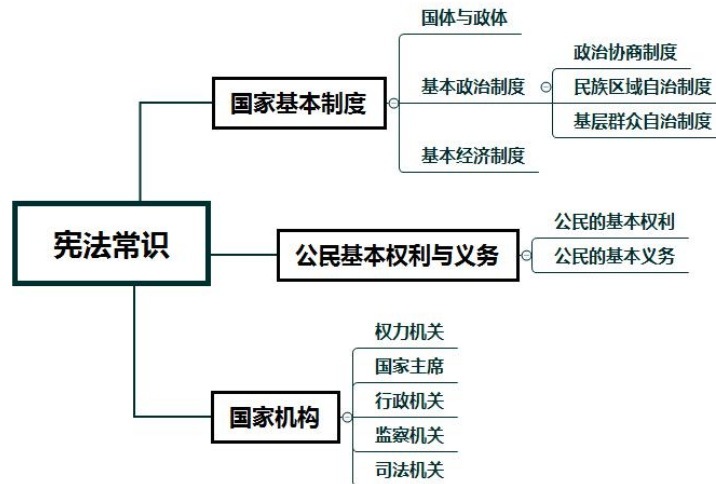 宪法常识
国家基本制度
国体与政体
基本政治制度
政治协商制度
民族区域自治制度
基层群众自治制度
基本经济制度
公民基本权利与义务
公民的基本权利
公民的基本义务
国家机构
权力机关
国家主席
行政机关
监察机关
司法机关